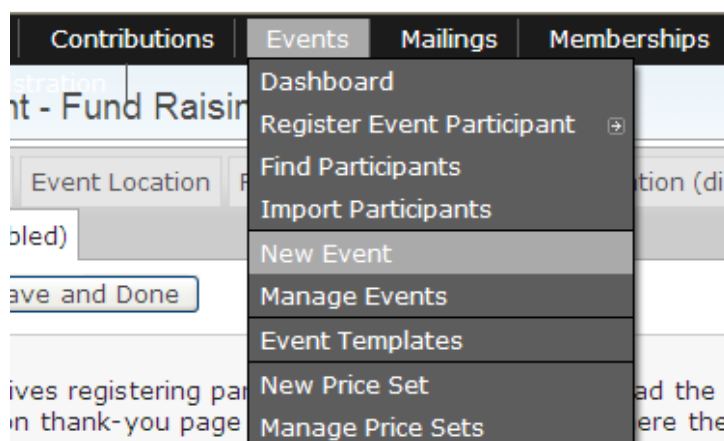 Contributions Events Mailings Memberships
stration
nt - Fund Raisin
Dashboard
Register Event Participant
Event Location
Find Participants
tion (di
Import Participants
bled)
New Event
ave and Done
Manage Events
Event Templates
ives registering par
New Price Set
ad the
on thank-you page
Manage Price Sets
ere the